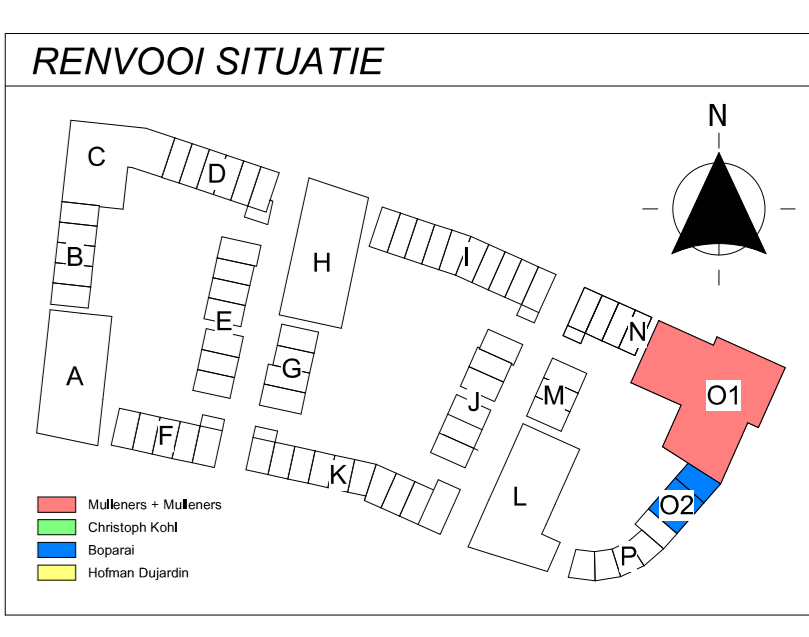 RENVOOI SITUATIE
N
C
D
B
H
I
E
N
A
G
O1
J
M
F
K
L
O2
P
Mulleners + Mulleners
Christoph Kohl
Boparai
Hofman Dujardin